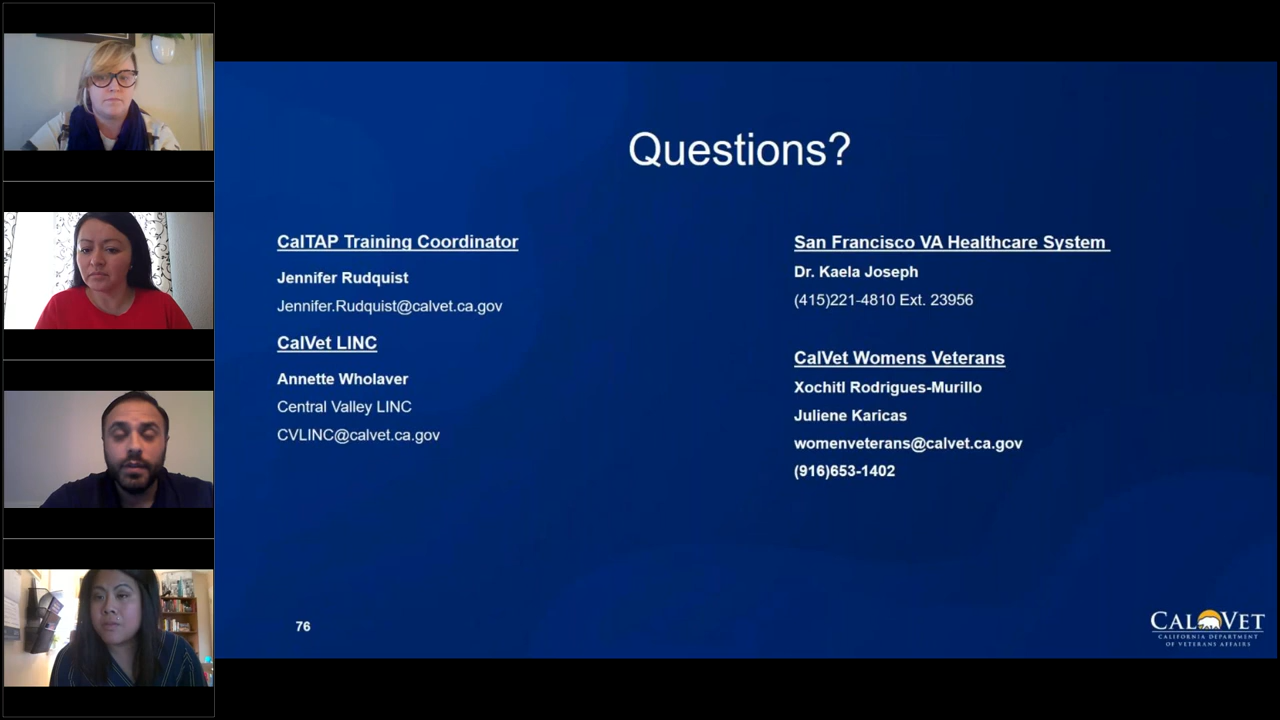 Questions?
CalTAP Training Coordinator
Jennifer Rudquist
Jennifer.Rudquist@calvet.ca.gov
CalVet LINC
Annette Wholaver
Central Valley LINC
CVLINC@calvet.ca.gov
San Francisco VA Healthcare System
Dr. Kaela Joseph
(415)221-4810 Ext. 23956
CalVet Womens Veterans
Xochitl Rodrigues-Murillo
Juliene Karicas
womenveterans@calvet.ca.gov
(916)653-1402
76
CALVET
CALIFORNIA DEPARTMENT
OF VETERANS AFFAIRS